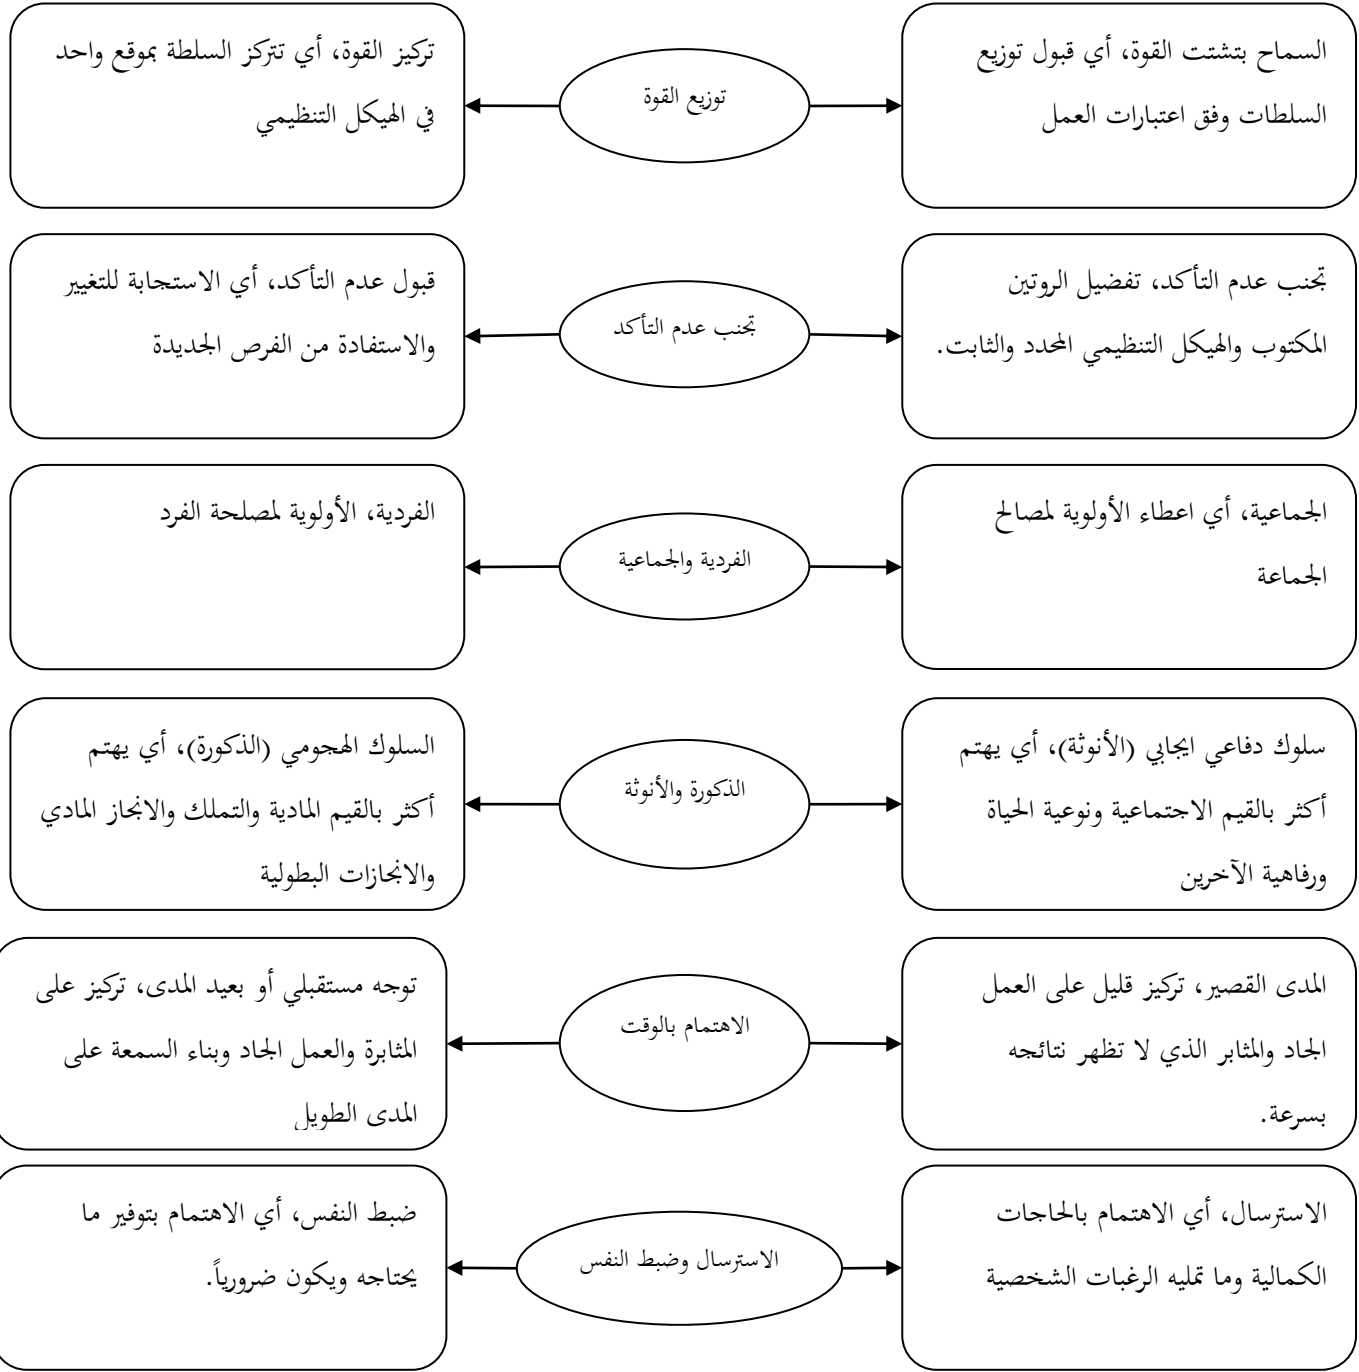 السماح بتشتت القوة، أي قبول توزيع
السلطات وفق اعتبارات العمل
توزيع القوة
تركيز القوة، أي تتركز السلطة بموقع واحد
في الهيكل التنظيمي
تجنب عدم التأكد، تفضيل الروتين
المكتوب والهيكل التنظيمي المحدد والثابت.
تجنب عدم التأكد
قبول عدم التأكد، أي الاستجابة للتغيير
والاستفادة من الفرص الجديدة
الجماعية، أي اعطاء الأولوية لمصالح
الجماعة
الفردية والجماعية
الفردية، الأولوية لمصلحة الفرد
سلوك دفاعي ايجابي (الأنوثة)، أي يهتم
أكثر بالقيم الاجتماعية ونوعية الحياة
ورفاهية الآخرين
الذكورة والأنوثة
السلوك الهجومي (الذكورة)، أي يهتم
أكثر بالقيم المادية والتملك والانجاز المادي
والانجازات البطولية
المدى القصير، تركيز قليل على العمل
الجاد والمثابر الذي لا تظهر نتائجه
بسرعة.
الاهتمام بالوقت
توجه مستقبلي أو بعيد المدى، تركيز على
المثابرة والعمل الجاد وبناء السمعة على
المدى الطويل
الاسترسال، أي الاهتمام بالحاجات
الكمالية وما تمليه الرغبات الشخصية
الاسترسال وضبط النفس
ضبط النفس، أي الاهتمام بتوفير ما
يحتاجه ويكون ضرورياً.